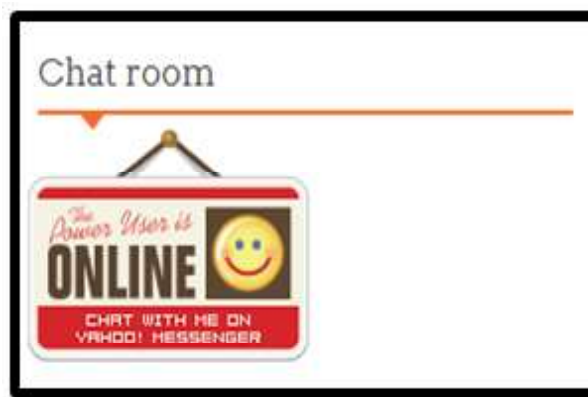 Chat room
The
Power User is
ONLINE
CHAT WITH ME ON
YAHOO! MESSENGER